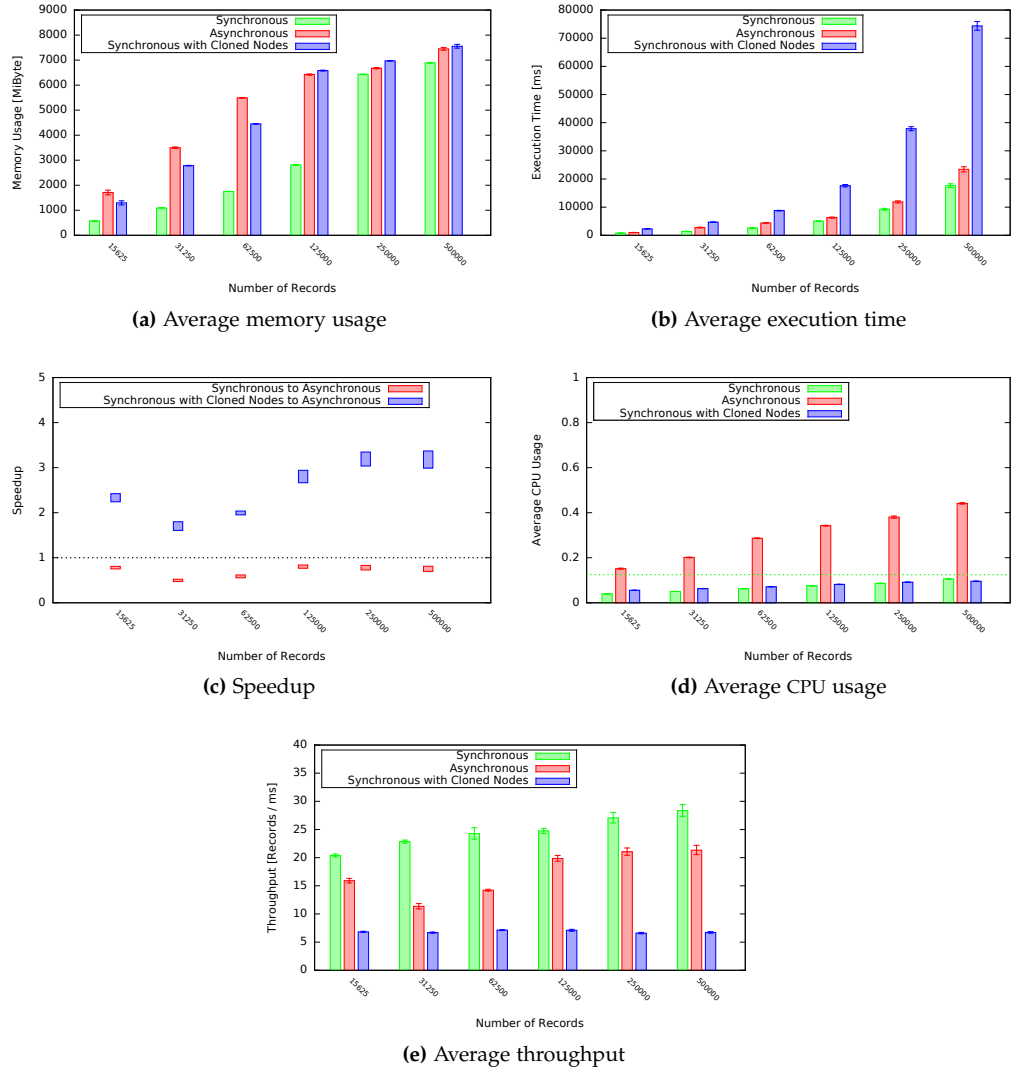 9000
8000
7000
6000
5000
4000
3000
2000
1000
0
Memory Usage [MiByte]
Synchronous
Asynchronous
Synchronous with Cloned Nodes
15625
31250
62500
125000
250000
500000
Number of Records
(a) Average memory usage
80000
70000
60000
50000
40000
30000
20000
10000
0
Execution Time [ms]
Synchronous
Asynchronous
Synchronous with Cloned Nodes
15625
31250
62500
125000
250000
500000
Number of Records
(b) Average execution time
5
4
3
2
1
0
Speedup
Synchronous to Asynchronous
Synchronous with Cloned Nodes to Asynchronous
15625
31250
62500
125000
250000
500000
Number of Records
(c) Speedup
1
0.8
0.6
0.4
0.2
0
Average CPU Usage
Synchronous
Asynchronous
Synchronous with Cloned Nodes
15625
31250
62500
125000
250000
500000
Number of Records
(d) Average CPU usage
40
35
30
25
20
15
10
5
0
Throughput [Records / ms]
Synchronous
Asynchronous
Synchronous with Cloned Nodes
15625
31250
62500
125000
250000
500000
Number of Records
(e) Average throughput